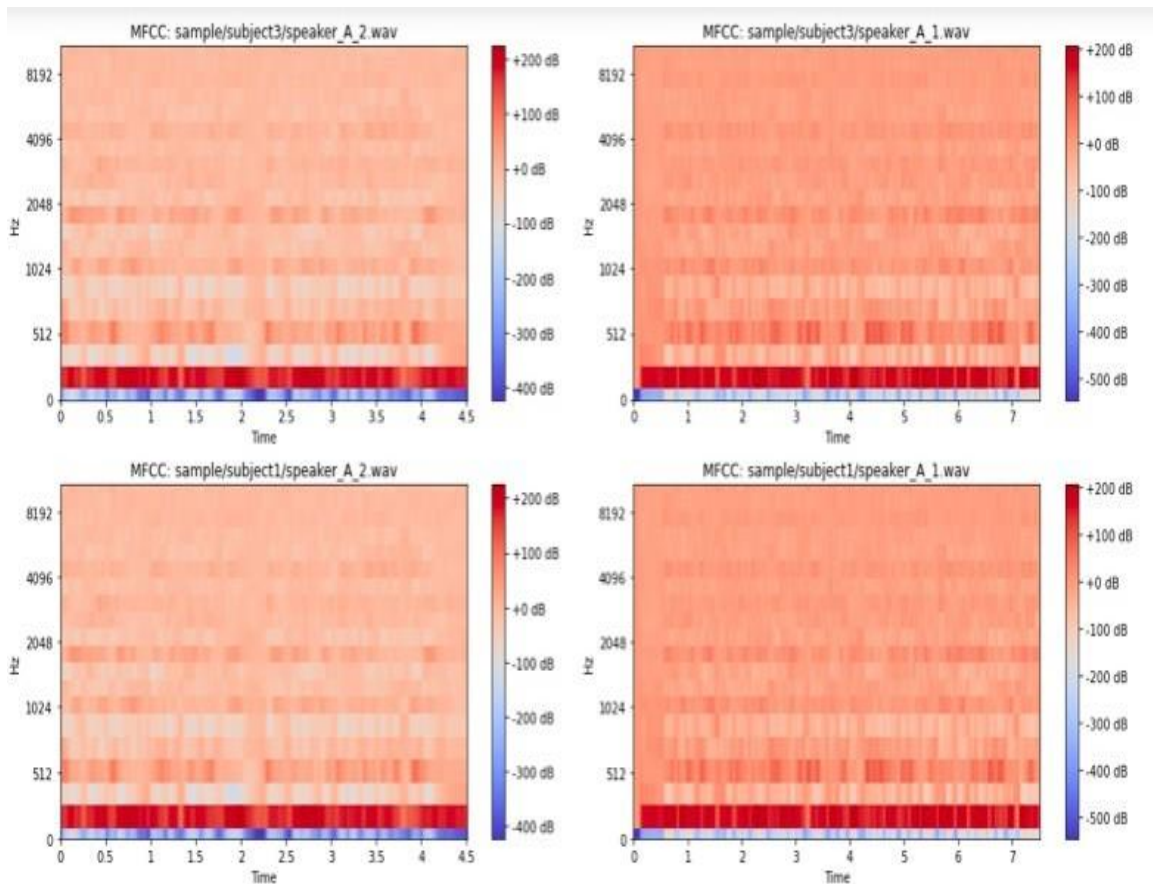 MFCC: sample/subject3/speaker_A_2.wav
8192
4096
2048
1024
512
0
Hz
0 0.5 1 1.5 2 2.5 3 3.5 4 4.5
Time
+200 dB
+100 dB
+0 dB
-100 dB
-200 dB
-300 dB
-400 dB
MFCC: sample/subject3/speaker_A_1.wav
8192
4096
2048
1024
512
0
Hz
0 1 2 3 4 5 6 7
Time
+200 dB
+100 dB
+0 dB
-100 dB
-200 dB
-300 dB
-400 dB
-500 dB
MFCC: sample/subject1/speaker_A_2.wav
8192
4096
2048
1024
512
0
Hz
0 0.5 1 1.5 2 2.5 3 3.5 4 4.5
Time
+200 dB
+100 dB
+0 dB
-100 dB
-200 dB
-300 dB
-400 dB
MFCC: sample/subject1/speaker_A_1.wav
8192
4096
2048
1024
512
0
Hz
0 1 2 3 4 5 6 7
Time
+200 dB
+100 dB
+0 dB
-100 dB
-200 dB
-300 dB
-400 dB
-500 dB